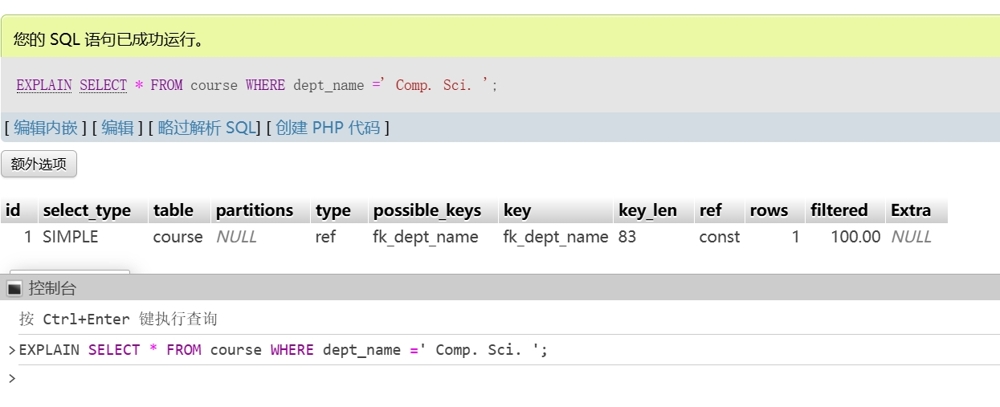 您的 SQL 语句已成功运行。
EXPLAIN SELECT * FROM course WHERE dept_name =' Comp. Sci. ';
[ 编辑内嵌 ] [ 编辑 ] [ 略过解析 SQL] [ 创建 PHP 代码 ]
额外选项
id select_type table partitions type possible_keys key key_len ref rows filtered Extra
1 SIMPLE course NULL ref fk_dept_name fk_dept_name 83 const 1 100.00 NULL
控制台
按 Ctrl+Enter 键执行查询
>EXPLAIN SELECT * FROM course WHERE dept_name =' Comp. Sci. ';
>